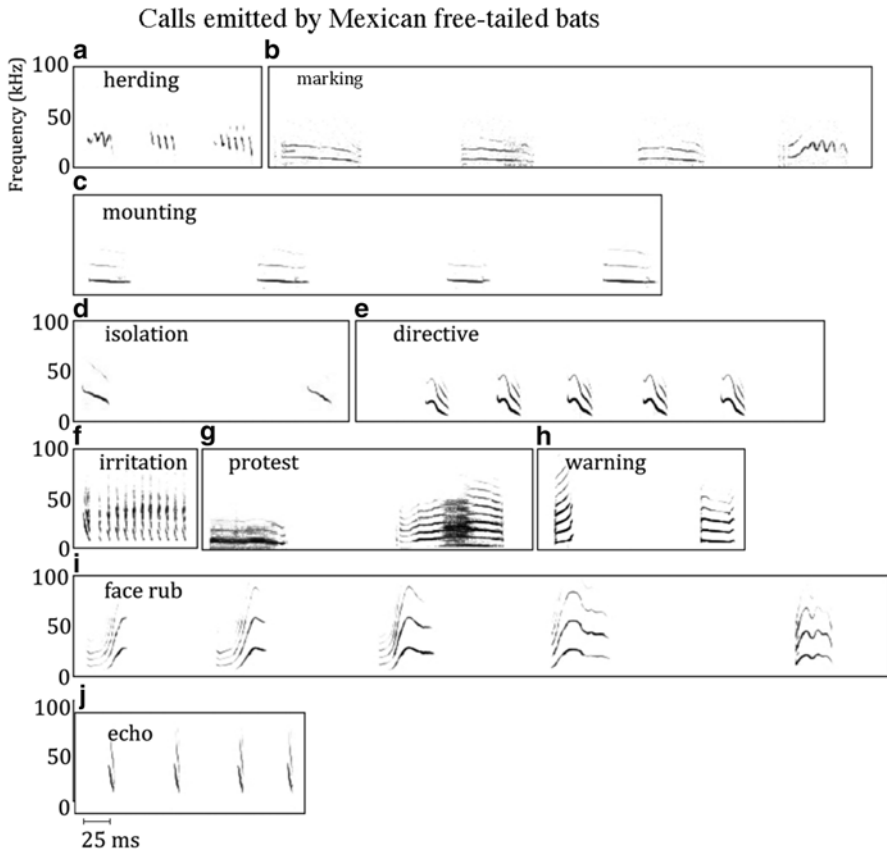 Calls emitted by Mexican free-tailed bats
a
b
100
50
0
Frequency (kHz)
herding
marking
c
mounting
d
e
100
50
0
isolation
directive
f
g
h
100
50
0
irritation
protest
warning
i
100
50
0
face rub
j
100
50
0
echo
25 ms